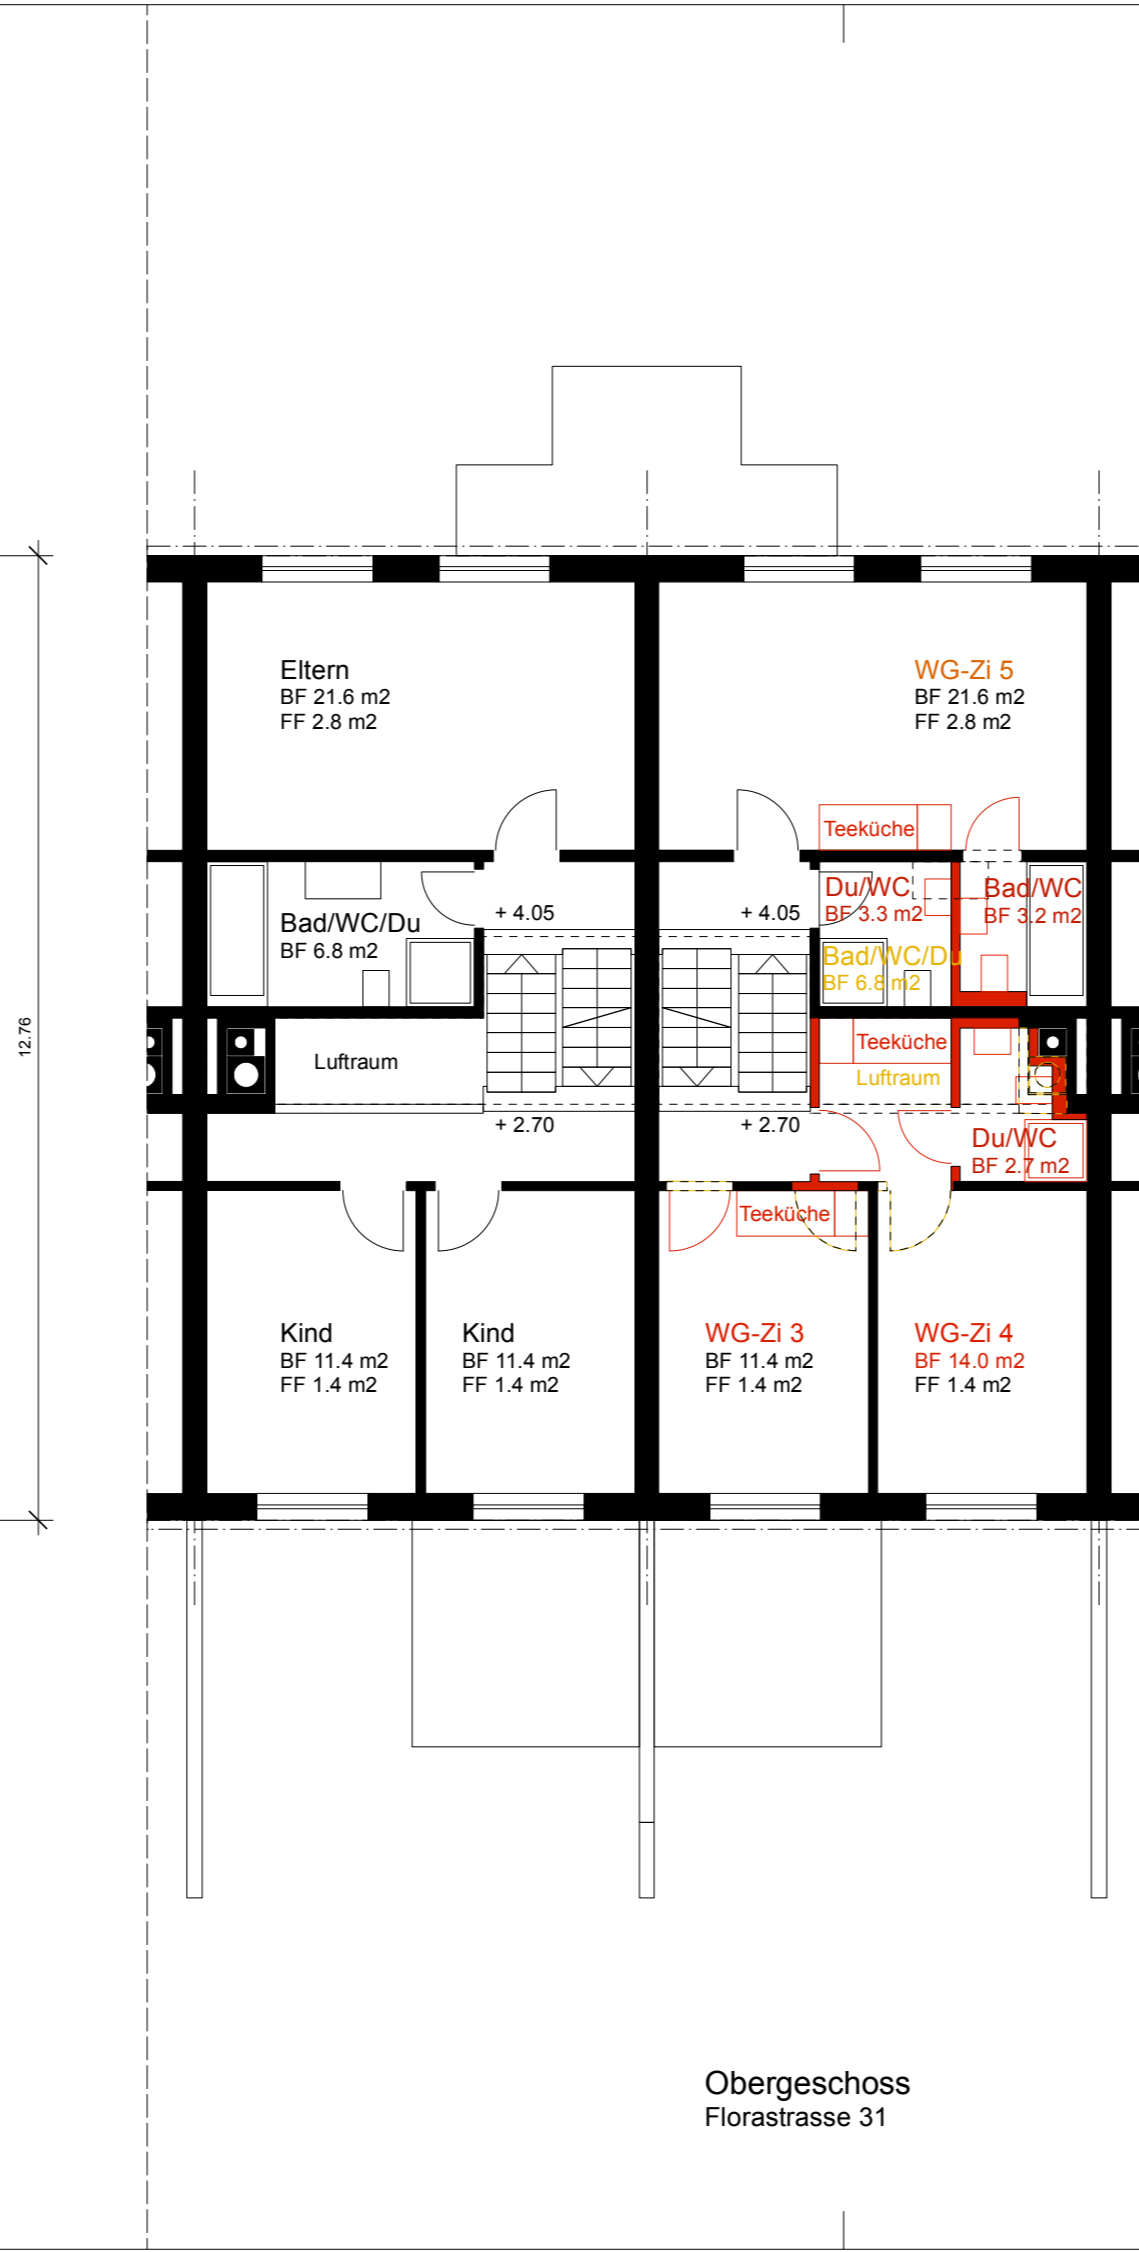 Eltern
BF 21.6 m2
FF 2.8 m2
WG-Zi 5
BF 21.6 m2
FF 2.8 m2
Teeküche
Bad/WC/Du
BF 6.8 m2
+ 4.05
+ 4.05
Du/WC
BF 3.3 m2
Bad/WC
BF 3.2 m2
Bad/WC/Du
BF 6.8 m2
12.76
Luftraum
Teeküche
Luftraum
+ 2.70
+ 2.70
Du/WC
BF 2.7 m2
Teeküche
Kind
BF 11.4 m2
FF 1.4 m2
Kind
BF 11.4 m2
FF 1.4 m2
WG-Zi 3
BF 11.4 m2
FF 1.4 m2
WG-Zi 4
BF 14.0 m2
FF 1.4 m2
Obergeschoss
Florastrasse 31